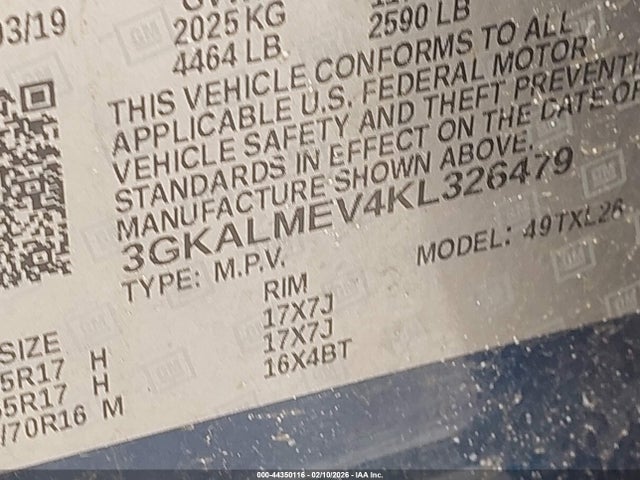 03/19
2025 KG
4464 LB
2590 LB
THIS VEHICLE CONFORMS TO ALL
APPLICABLE U.S. FEDERAL MOTOR
VEHICLE SAFETY AND THEFT PREVENTI
STANDARDS IN EFFECT ON THE DATE OF
MANUFACTURE SHOWN ABOVE.
3GKALMEV4KL326479
TYPE: M.P.V.
MODEL: 49TXL26
SIZE
RIM
5R17 H 17X7J
5R17 H 17X7J
/70R16 M 16X4BT
GM
000-44350116 - 02/10/2026 - IAA Inc.